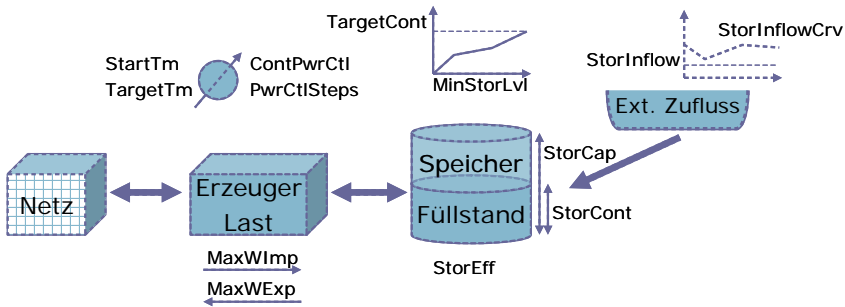 TargetCont
StorInflowCrv
StorInflow
StartTm
ContPwrCtl
TargetTm
PwrCtlSteps
MinStorLvl
Ext. Zufluss
Netz
Erzeuger
Last
Speicher
StorCap
Füllstand
StorCont
MaxWImp
MaxWExp
StorEff